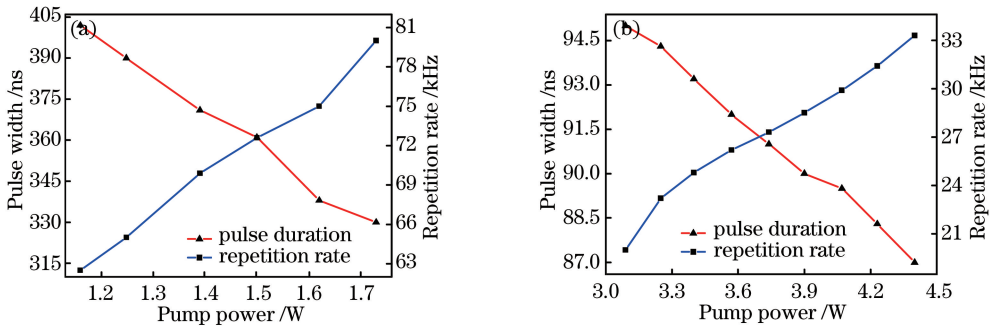 (a)
Pulse width /ns
405
390
375
360
345
330
315
81
78
75
72
69
66
63
Repetition rate /kHz
pulse duration
repetition rate
1.2 1.3 1.4 1.5 1.6 1.7
Pump power /W
(b)
Pulse width /ns
94.5
93.0
91.5
90.0
88.5
87.0
33
30
27
24
21
Repetition rate /kHz
pulse duration
repetition rate
3.0 3.3 3.6 3.9 4.2 4.5
Pump power /W